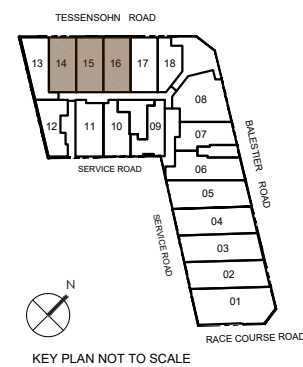 TESSENSOHN ROAD
13 14 15 16 17 18
08
12 11 10 09
07
BALESTIER ROAD
SERVICE ROAD
06
05
SERVICE ROAD
04
03
02
01
N
RACE COURSE ROAD
KEY PLAN NOT TO SCALE